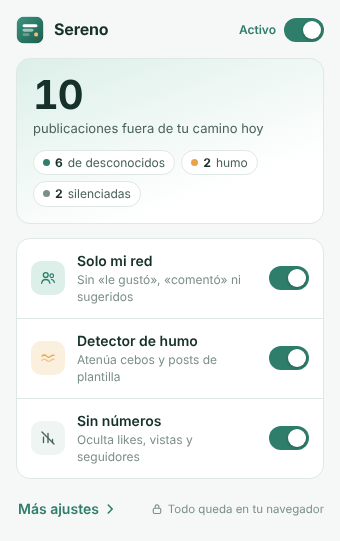 Sereno
Activo
10
publicaciones fuera de tu camino hoy
6 de desconocidos
2 humo
2 silenciadas
Solo mi red
Sin «le gustó», «comentó» ni
sugeridos
Detector de humo
Atenúa cebos y posts de
plantilla
Sin números
Oculta likes, vistas y
seguidores
Más ajustes
Todo queda en tu navegador